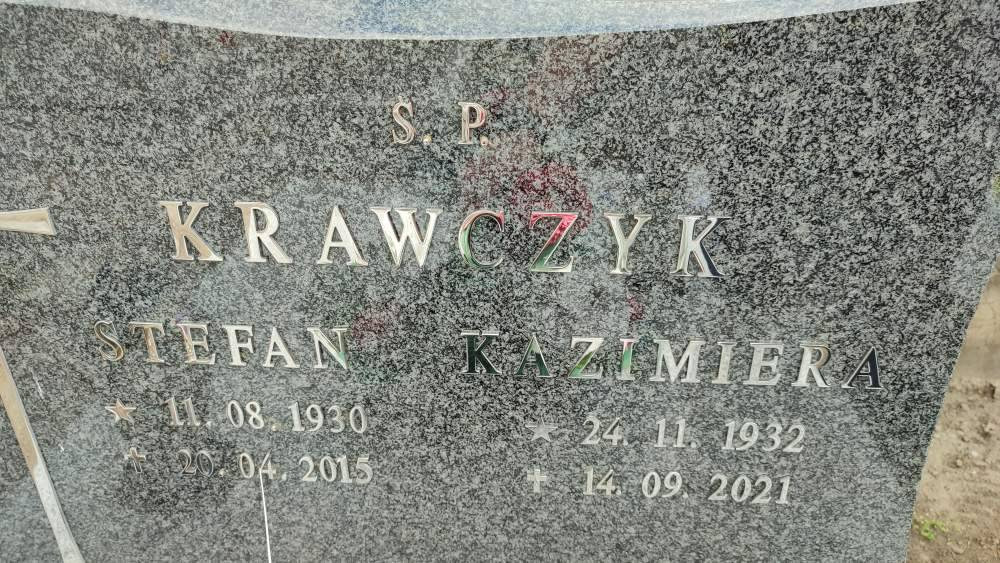 S. P.
KRAWCZYK
STEFAN KAZIMIERA
11. 08. 1930 24. 11. 1932
20. 04. 2015 14. 09. 2021